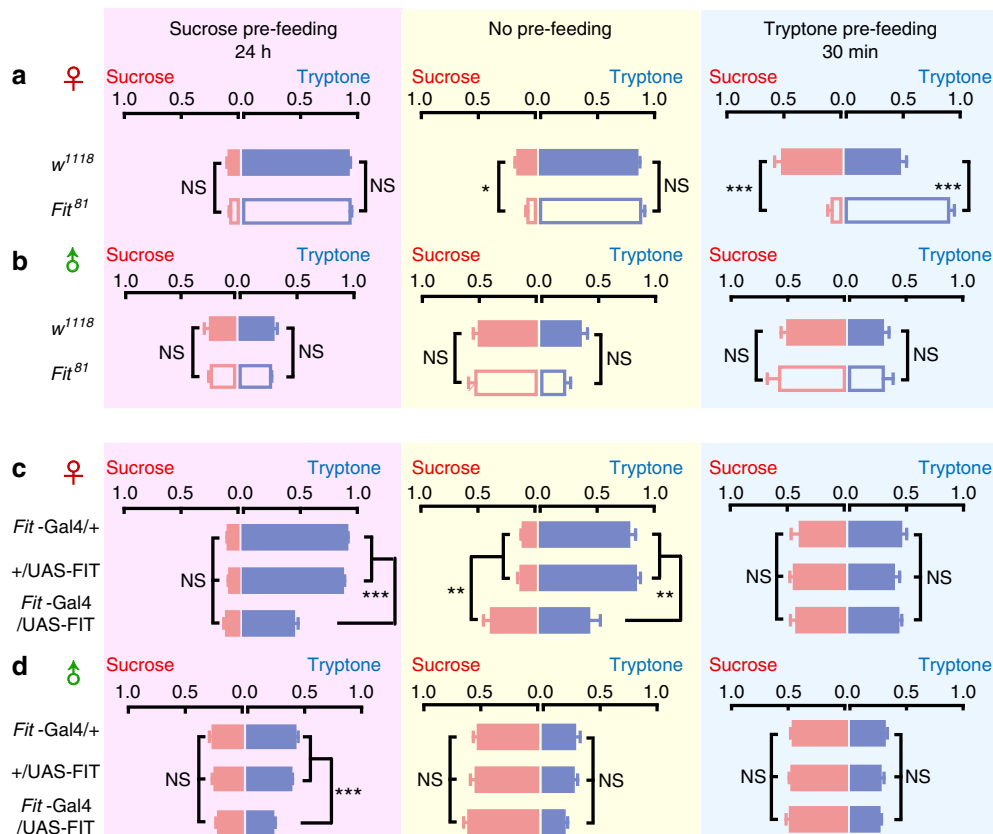 Sucrose pre-feeding
24 h
No pre-feeding
Tryptone pre-feeding
30 min
a ♀ Sucrose Tryptone Sucrose Tryptone Sucrose Tryptone
1.0 0.5 0.0 0.5 1.0 1.0 0.5 0.0 0.5 1.0 1.0 0.5 0.0 0.5 1.0
w1118
NS NS * NS *** ***
Fit81
b ♂ Sucrose Tryptone Sucrose Tryptone Sucrose Tryptone
1.0 0.5 0.0 0.5 1.0 1.0 0.5 0.0 0.5 1.0 1.0 0.5 0.0 0.5 1.0
w1118
NS NS NS NS NS NS
Fit81
c ♀ Sucrose Tryptone Sucrose Tryptone Sucrose Tryptone
1.0 0.5 0.0 0.5 1.0 1.0 0.5 0.0 0.5 1.0 1.0 0.5 0.0 0.5 1.0
Fit -Gal4/+
+/UAS-FIT
NS *** ** ** NS NS
Fit -Gal4
/UAS-FIT
d ♂ Sucrose Tryptone Sucrose Tryptone Sucrose Tryptone
1.0 0.5 0.0 0.5 1.0 1.0 0.5 0.0 0.5 1.0 1.0 0.5 0.0 0.5 1.0
Fit -Gal4/+
+/UAS-FIT
NS *** NS NS NS NS
Fit -Gal4
/UAS-FIT